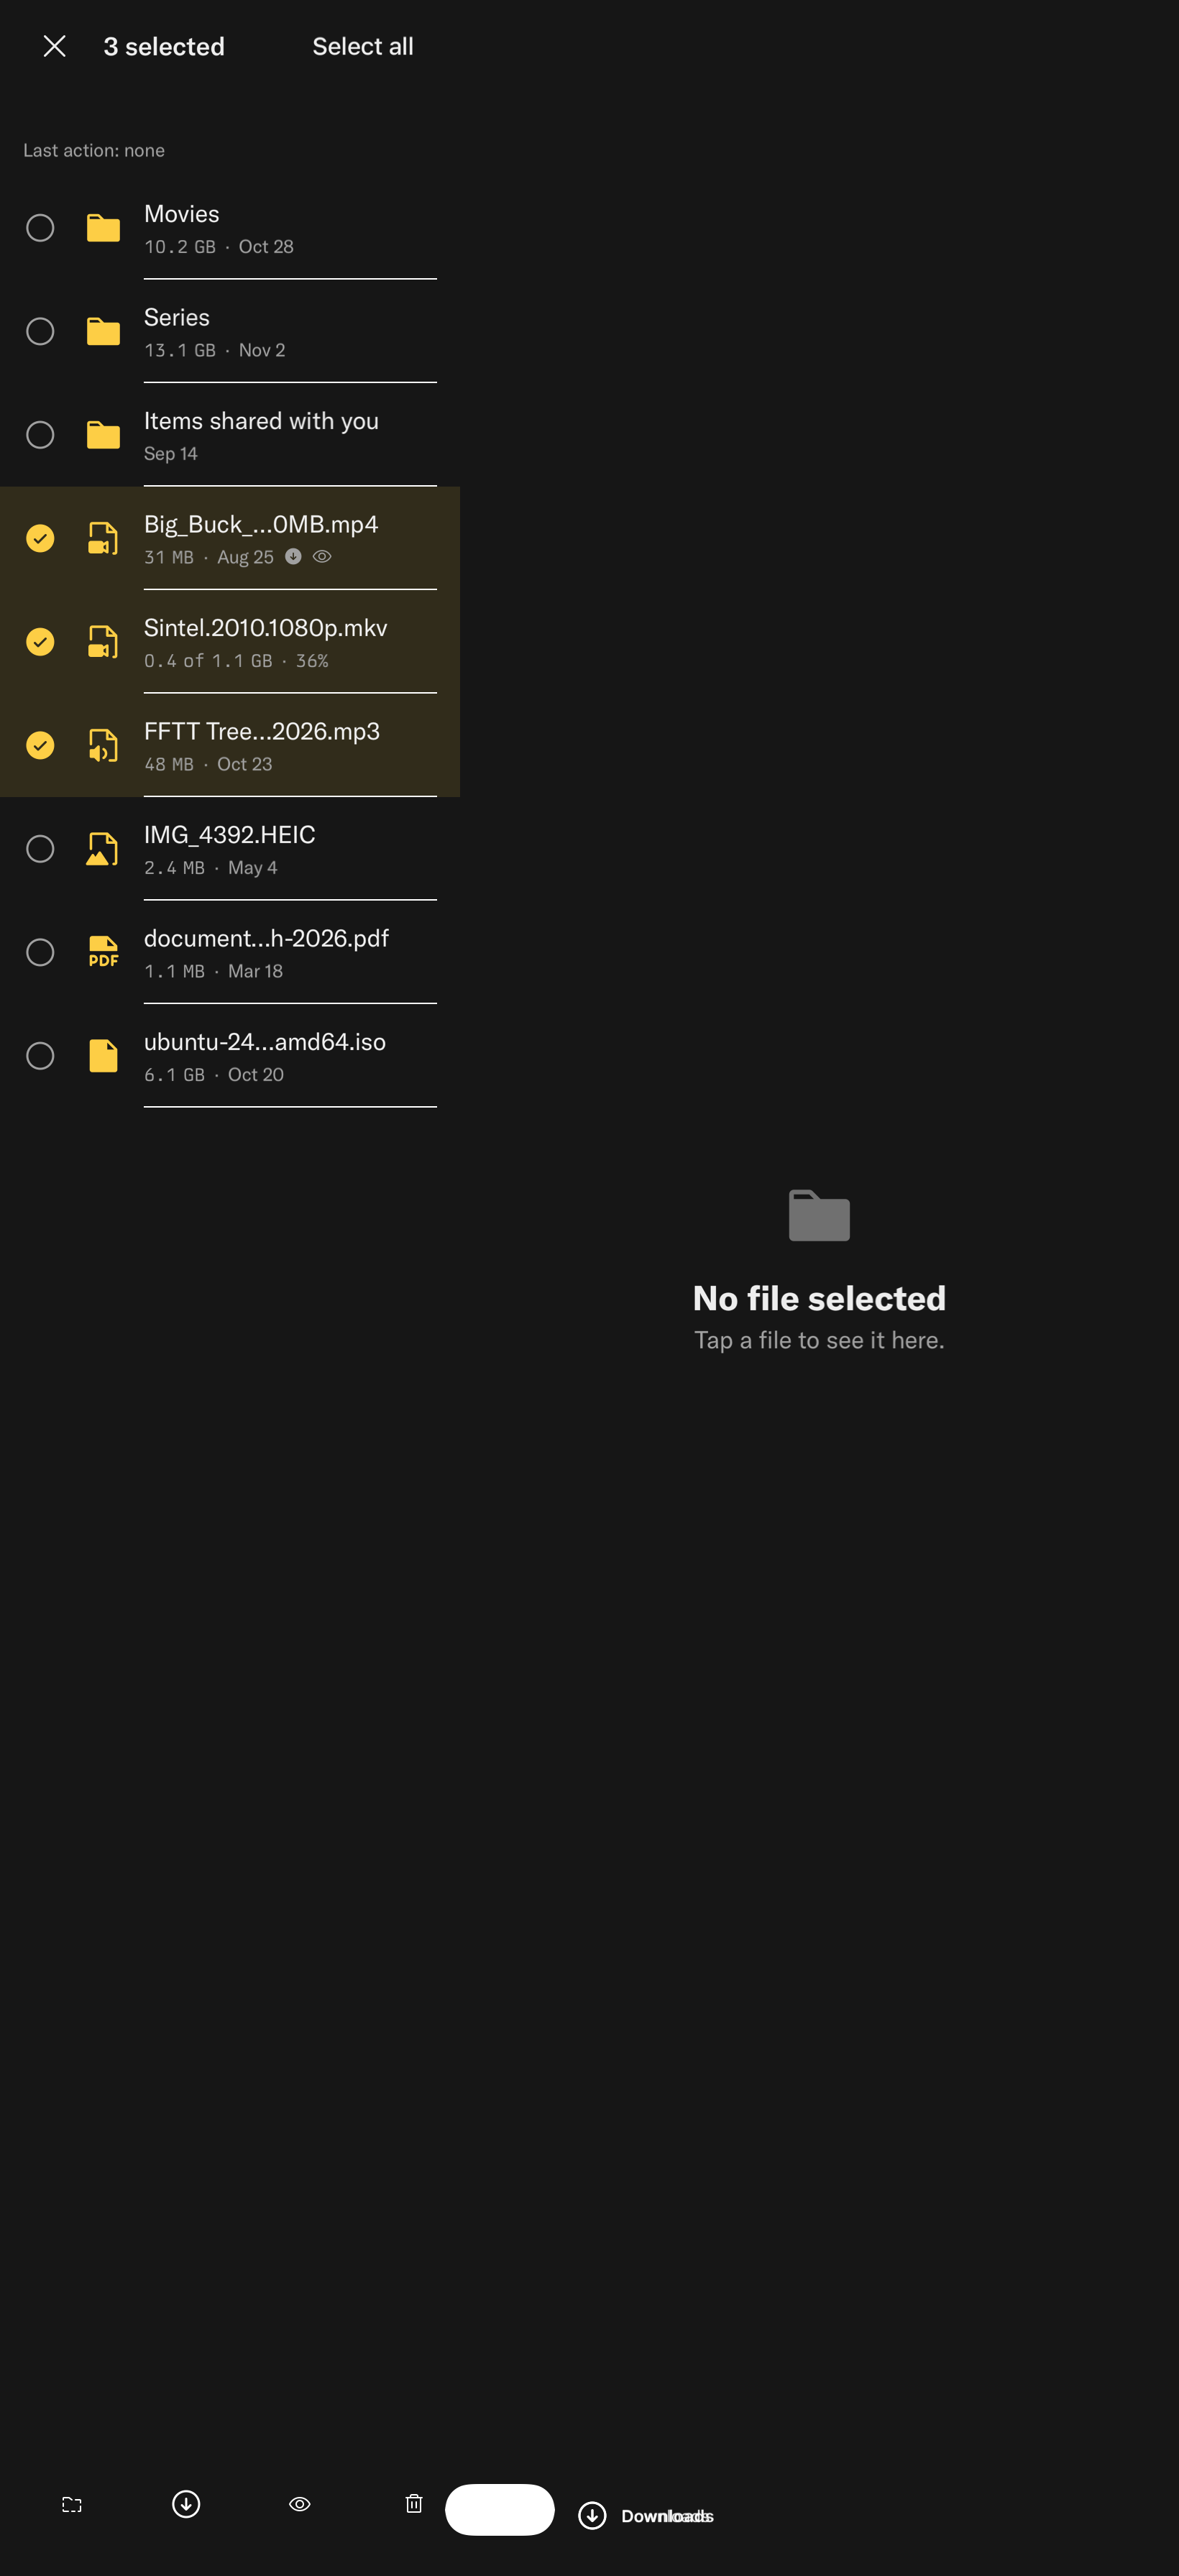 3 selected
Select all
Last action: none
Movies
10.2 GB · Oct 28
Series
13.1 GB · Nov 2
Items shared with you
Sep 14
Big_Buck_...0MB.mp4
31 MB · Aug 25
Sintel.2010.1080p.mkv
0.4 of 1.1 GB · 36%
FFTT Tree...2026.mp3
48 MB · Oct 23
IMG_4392.HEIC
2.4 MB · May 4
document...h-2026.pdf
PDF
1.1 MB · Mar 18
ubuntu-24...amd64.iso
6.1 GB · Oct 20
No file selected
Tap a file to see it here.
Downloads